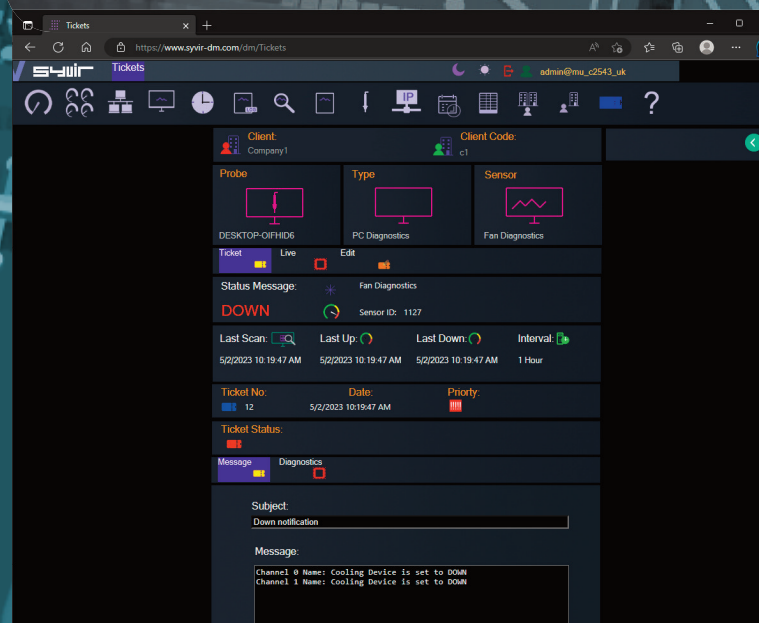 Tickets
https://www.syvir-dm.com/dm/Tickets
syvir
Tickets
admin@mu_c2543_uk
IP
?
Client:
Company1
Client Code:
c1
Probe
DESKTOP-OIFHID6
Type
PC Diagnostics
Sensor
Fan Diagnostics
Ticket
Live
Edit
Status Message:
Fan Diagnostics
DOWN
Sensor ID: 1127
Last Scan:
Last Up:
Last Down:
Interval:
5/2/2023 10:19:47 AM
5/2/2023 10:19:47 AM
5/2/2023 10:19:47 AM
1 Hour
Ticket No:
Date:
Priorty:
12
5/2/2023 10:19:47 AM
Ticket Status:
Message
Diagnostics
Subject:
Down notification
Message:
Channel 0 Name: Cooling Device is set to DOWN
Channel 1 Name: Cooling Device is set to DOWN